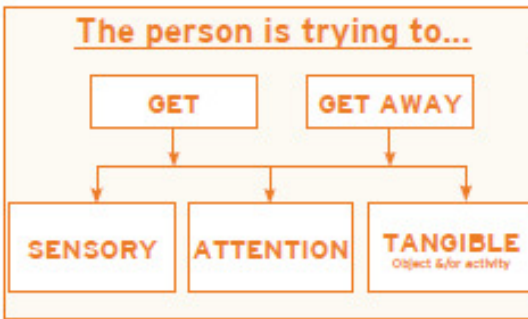 The person is trying to...
GET
GET AWAY
SENSORY
ATTENTION
TANGIBLE
Object &/or activity